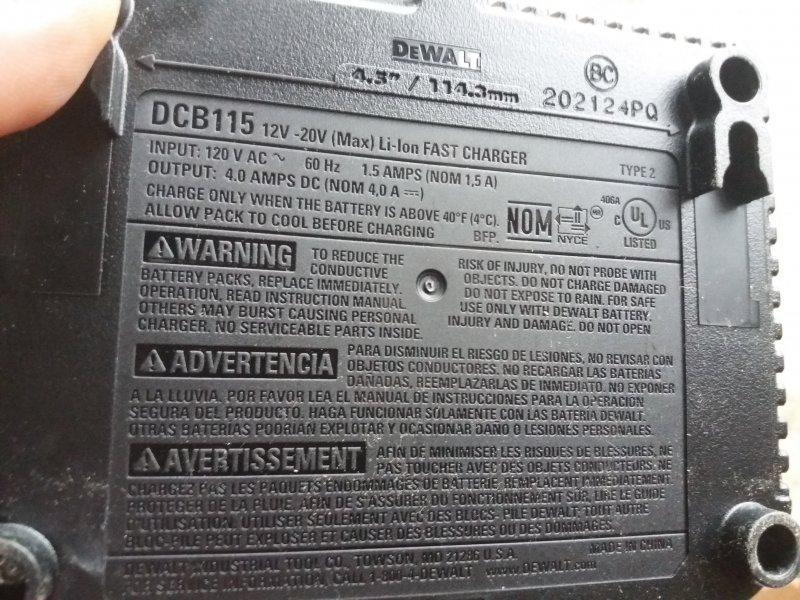 DEWALT
4.5" / 114.3mm
BC
202124PQ
DCB115 12V -20V (Max) Li-Ion FAST CHARGER
TYPE 2
INPUT: 120 V AC ~ 60 Hz 1.5 AMPS (NOM 1,5 A)
OUTPUT: 4.0 AMPS DC (NOM 4,0 A ⎓)
CHARGE ONLY WHEN THE BATTERY IS ABOVE 40°F (4°C).
ALLOW PACK TO COOL BEFORE CHARGING
BFP.
NOM
NYCE
406A
C UL US
LISTED
WARNING
TO REDUCE THE RISK OF INJURY, DO NOT PROBE WITH
CONDUCTIVE OBJECTS. DO NOT CHARGE DAMAGED
BATTERY PACKS, REPLACE IMMEDIATELY. DO NOT EXPOSE TO RAIN. FOR SAFE
OPERATION, READ INSTRUCTION MANUAL USE ONLY WITH DEWALT BATTERY.
OTHERS MAY BURST CAUSING PERSONAL INJURY AND DAMAGE. DO NOT OPEN
CHARGER. NO SERVICEABLE PARTS INSIDE.
ADVERTENCIA
PARA DISMINUIR EL RIESGO DE LESIONES, NO REVISAR CON
OBJETOS CONDUCTORES. NO RECARGAR LAS BATERIAS
DAÑADAS, REEMPLAZARLAS DE INMEDIATO. NO EXPONER
A LA LLUVIA. POR FAVOR LEA EL MANUAL DE INSTRUCCIONES PARA LA OPERACION
SEGURA DEL PRODUCTO. HAGA FUNCIONAR SOLAMENTE CON LAS BATERIA DEWALT.
OTRAS BATERIAS PODRIAN EXPLOTAR Y OCASIONAR DANO O LESIONES PERSONALES.
AVERTISSEMENT
AFIN DE MINIMISER LES RISQUES DE BLESSURES, NE
PAS TOUCHER AVEC DES OBJETS CONDUCTEURS. NE
CHARGEZ PAS LES PAQUETS ENDOMMAGES DE BATTERIE, REMPLACENT IMMEDIATEMENT.
PROTEGER DE LA PLUIE, AFIN DE S'ASSURER DU FONCTIONNEMENT SUR, LIRE LE GUIDE
D'UTILISATION. UTILISER SEULEMENT AVEC DES BLOCS- PILE DEWALT; TOUT AUTRE
BLOC-PILE PEUT EXPLOSER ET CAUSER DES BLESSURES OU DES DOMMAGES.
DEWALT INDUSTRIAL TOOL CO., TOWSON, MD 21286 U.S.A.
MADE IN CHINA
FOR SERVICE INFORMATION, CALL 1-800-4-DEWALT www.DEWALT.com